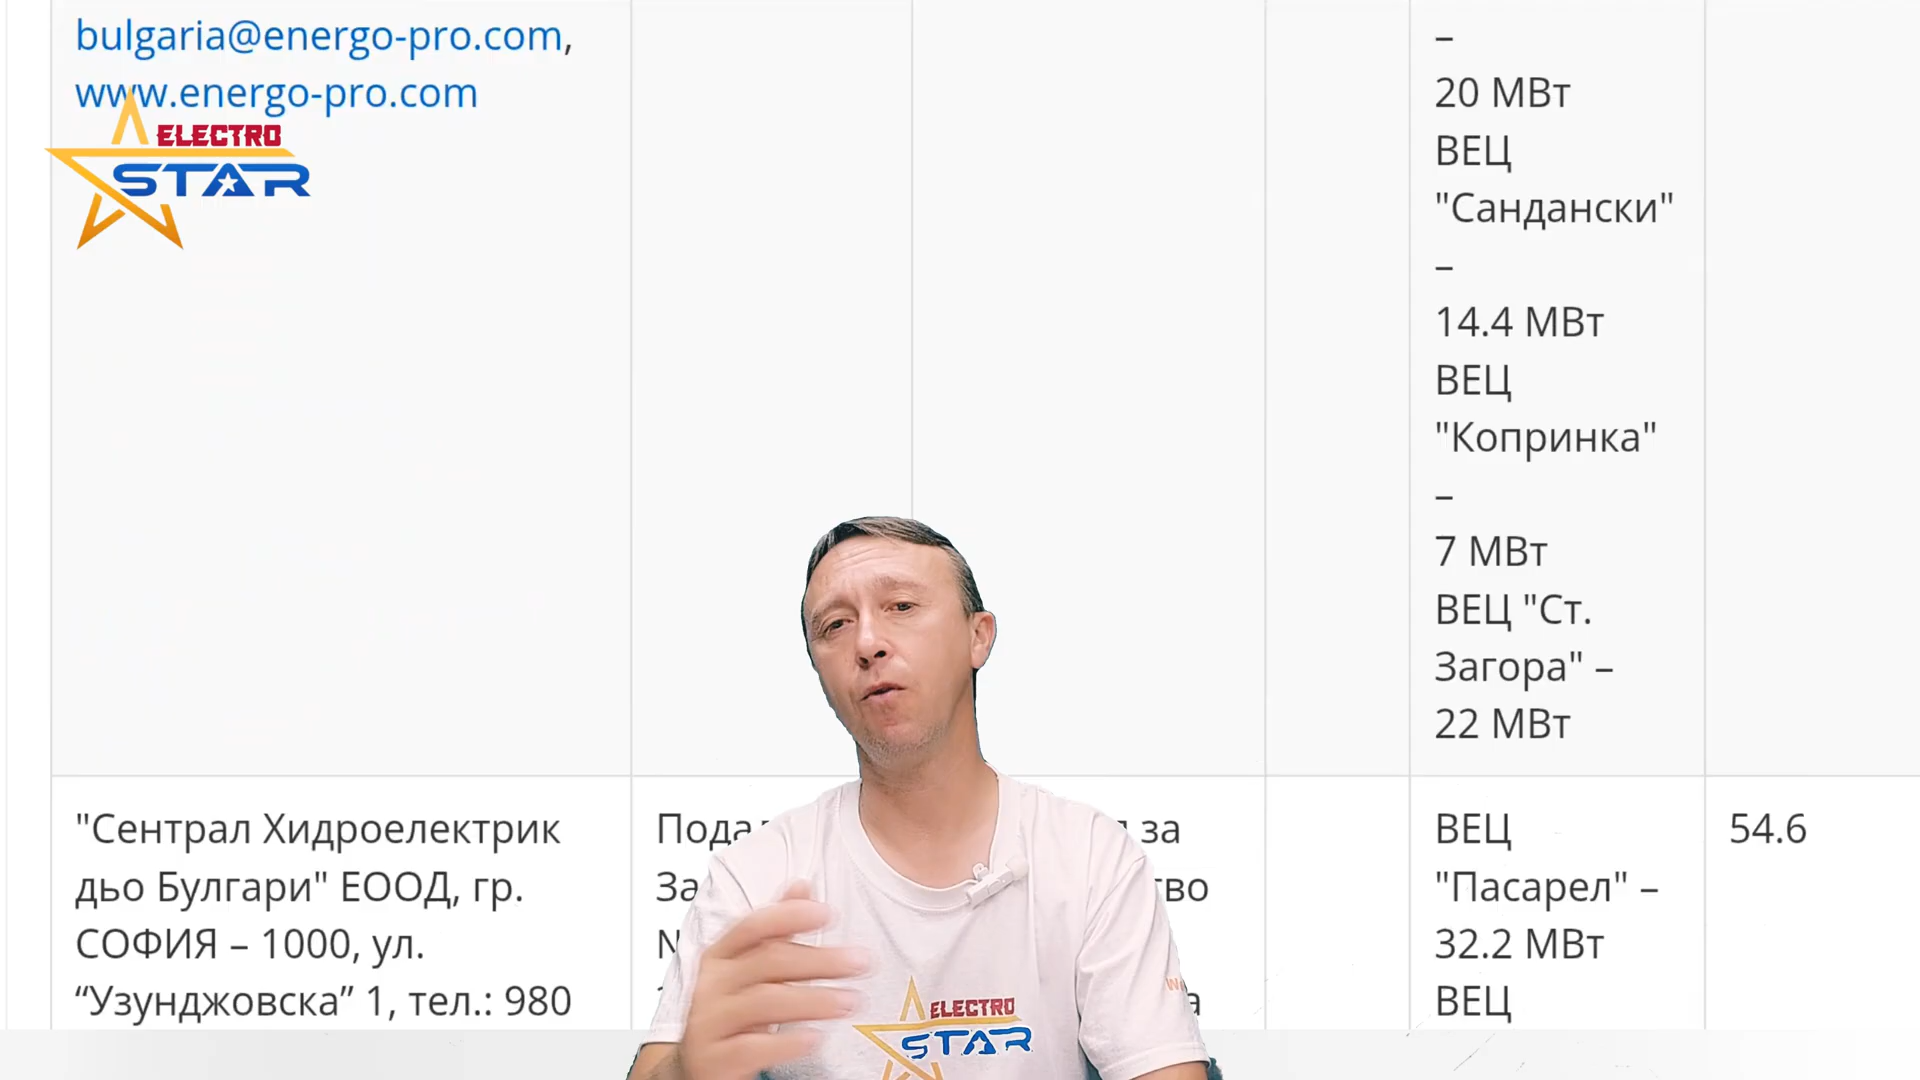 bulgaria@energo-pro.com,
www.energo-pro.com
ELECTRO
STAR
–
20 МВт
ВЕЦ
"Сандански"
–
14.4 МВт
ВЕЦ
"Копринка"
–
7 МВт
ВЕЦ "Ст.
Загора" –
22 МВт
"Сентрал Хидроелектрик
дьо Булгари" ЕООД, гр.
СОФИЯ – 1000, ул.
“Узунджовска” 1, тел.: 980
за
ВЕЦ
"Пасарел" –
32.2 МВт
ВЕЦ
54.6
ELECTRO
STAR